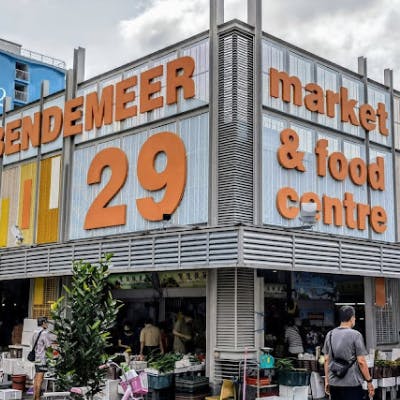 BENDEMEER
29
market
& food
centre